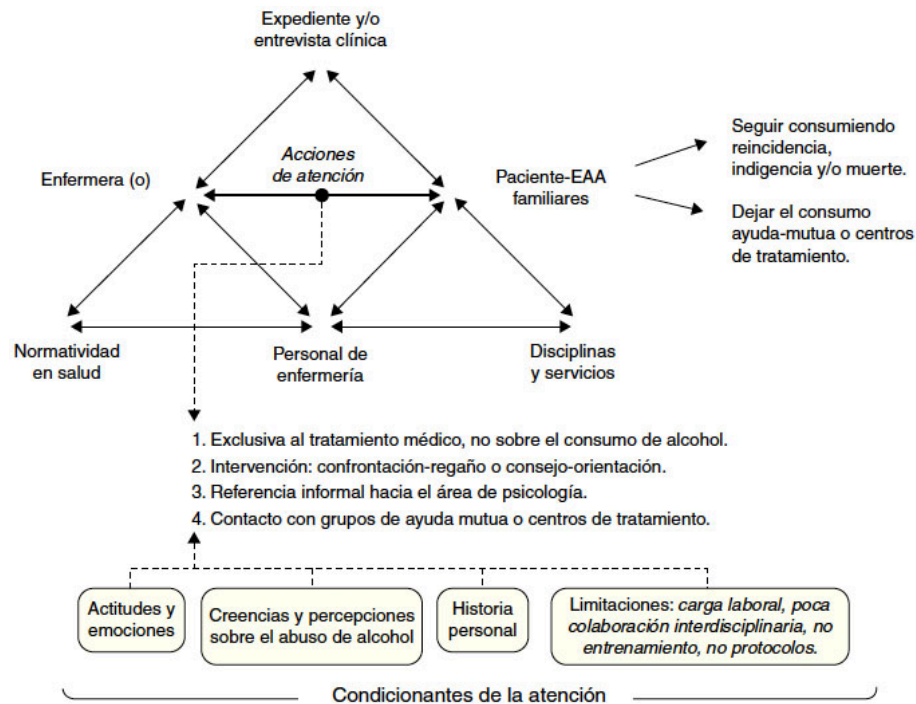 Expediente y/o
entrevista clínica
Acciones
de atención
Enfermera (o)
Paciente-EAA
familiares
Seguir consumiendo
reincidencia,
indigencia y/o muerte.
Dejar el consumo
ayuda-mutua o centros
de tratamiento.
Normatividad
en salud
Personal de
enfermería
Disciplinas
y servicios
1. Exclusiva al tratamiento médico, no sobre el consumo de alcohol.
2. Intervención: confrontación-regaño o consejo-orientación.
3. Referencia informal hacia el área de psicología.
4. Contacto con grupos de ayuda mutua o centros de tratamiento.
Actitudes y
emociones
Creencias y percepciones
sobre el abuso de alcohol
Historia
personal
Limitaciones: carga laboral, poca
colaboración interdisciplinaria, no
entrenamiento, no protocolos.
Condicionantes de la atención